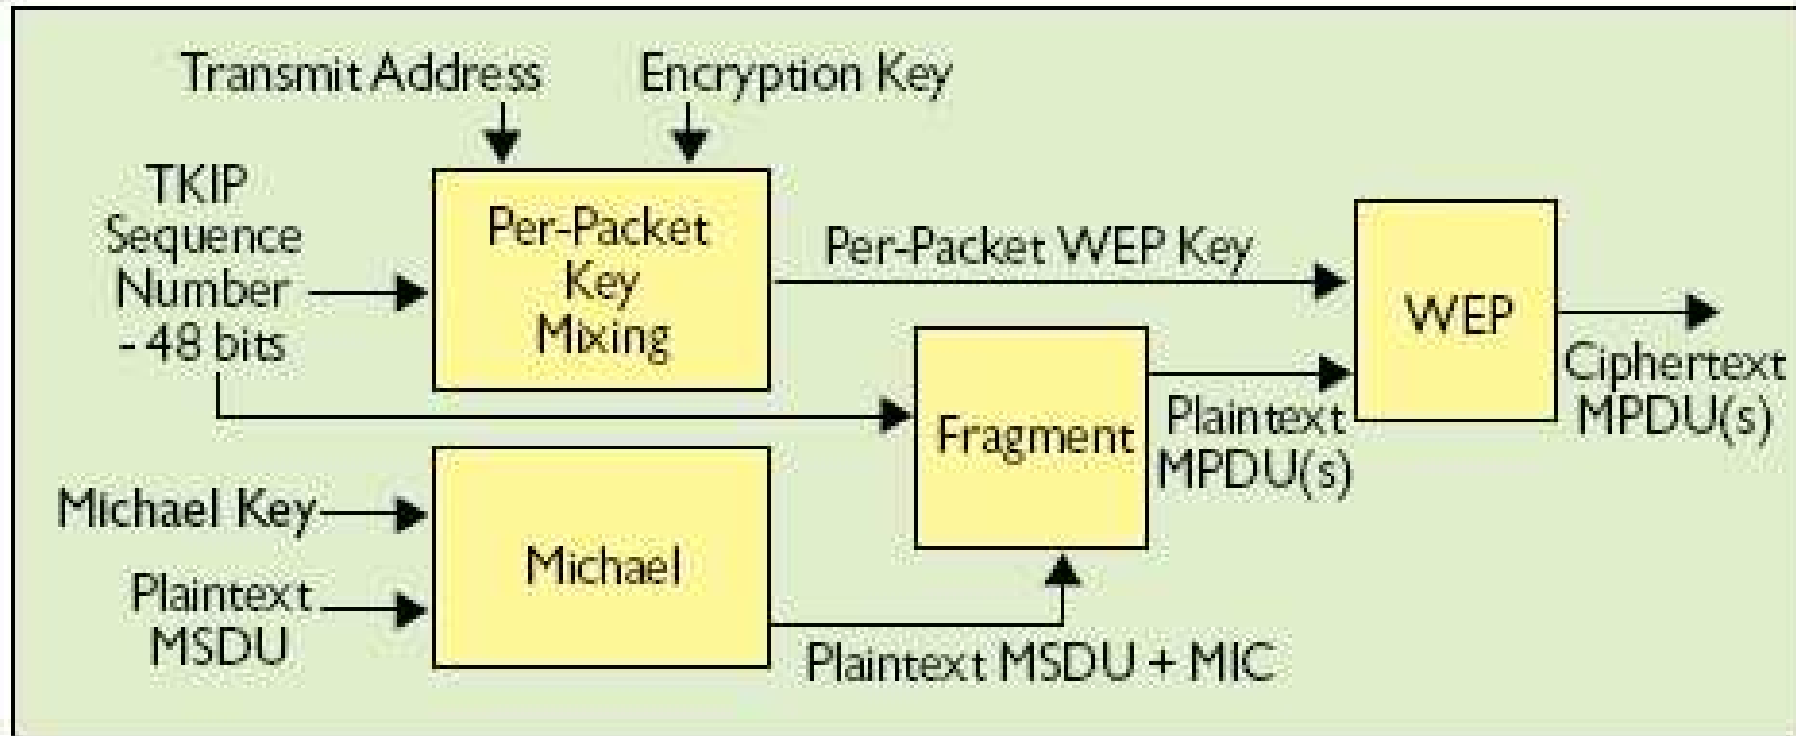 Transmit Address
Encryption Key
TKIP
Sequence
Number
- 48 bits
Per-Packet
Key
Mixing
Per-Packet WEP Key
WEP
Ciphertext
MPDU(s)
Fragment
Plaintext
MPDU(s)
Michael Key
Plaintext
MSDU
Michael
Plaintext MSDU + MIC